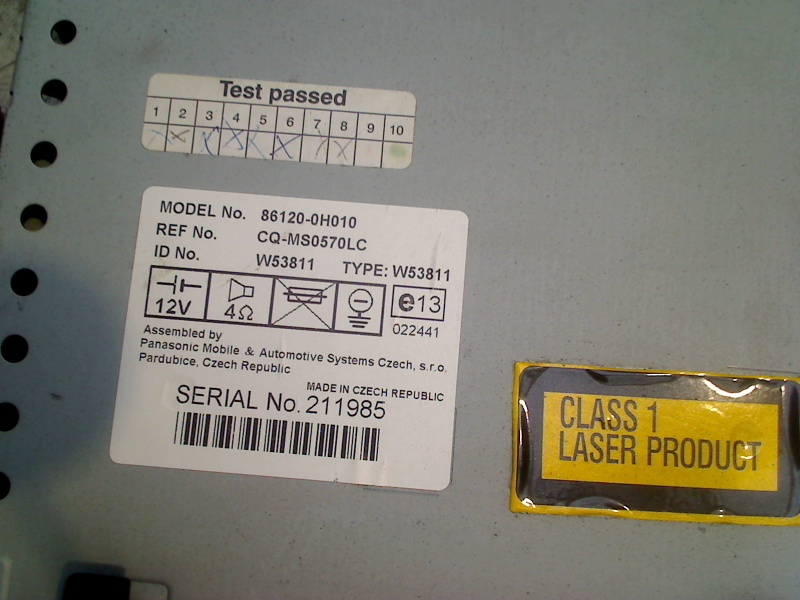 Test passed
1 2 3 4 5 6 7 8 9 10
MODEL No. 86120-0H010
REF No. CQ-MS0570LC
ID No. W53811 TYPE: W53811
12V 4Ω e13
022441
Assembled by
Panasonic Mobile & Automotive Systems Czech, s.r.o.
Pardubice, Czech Republic
MADE IN CZECH REPUBLIC
SERIAL No. 211985
CLASS 1
LASER PRODUCT